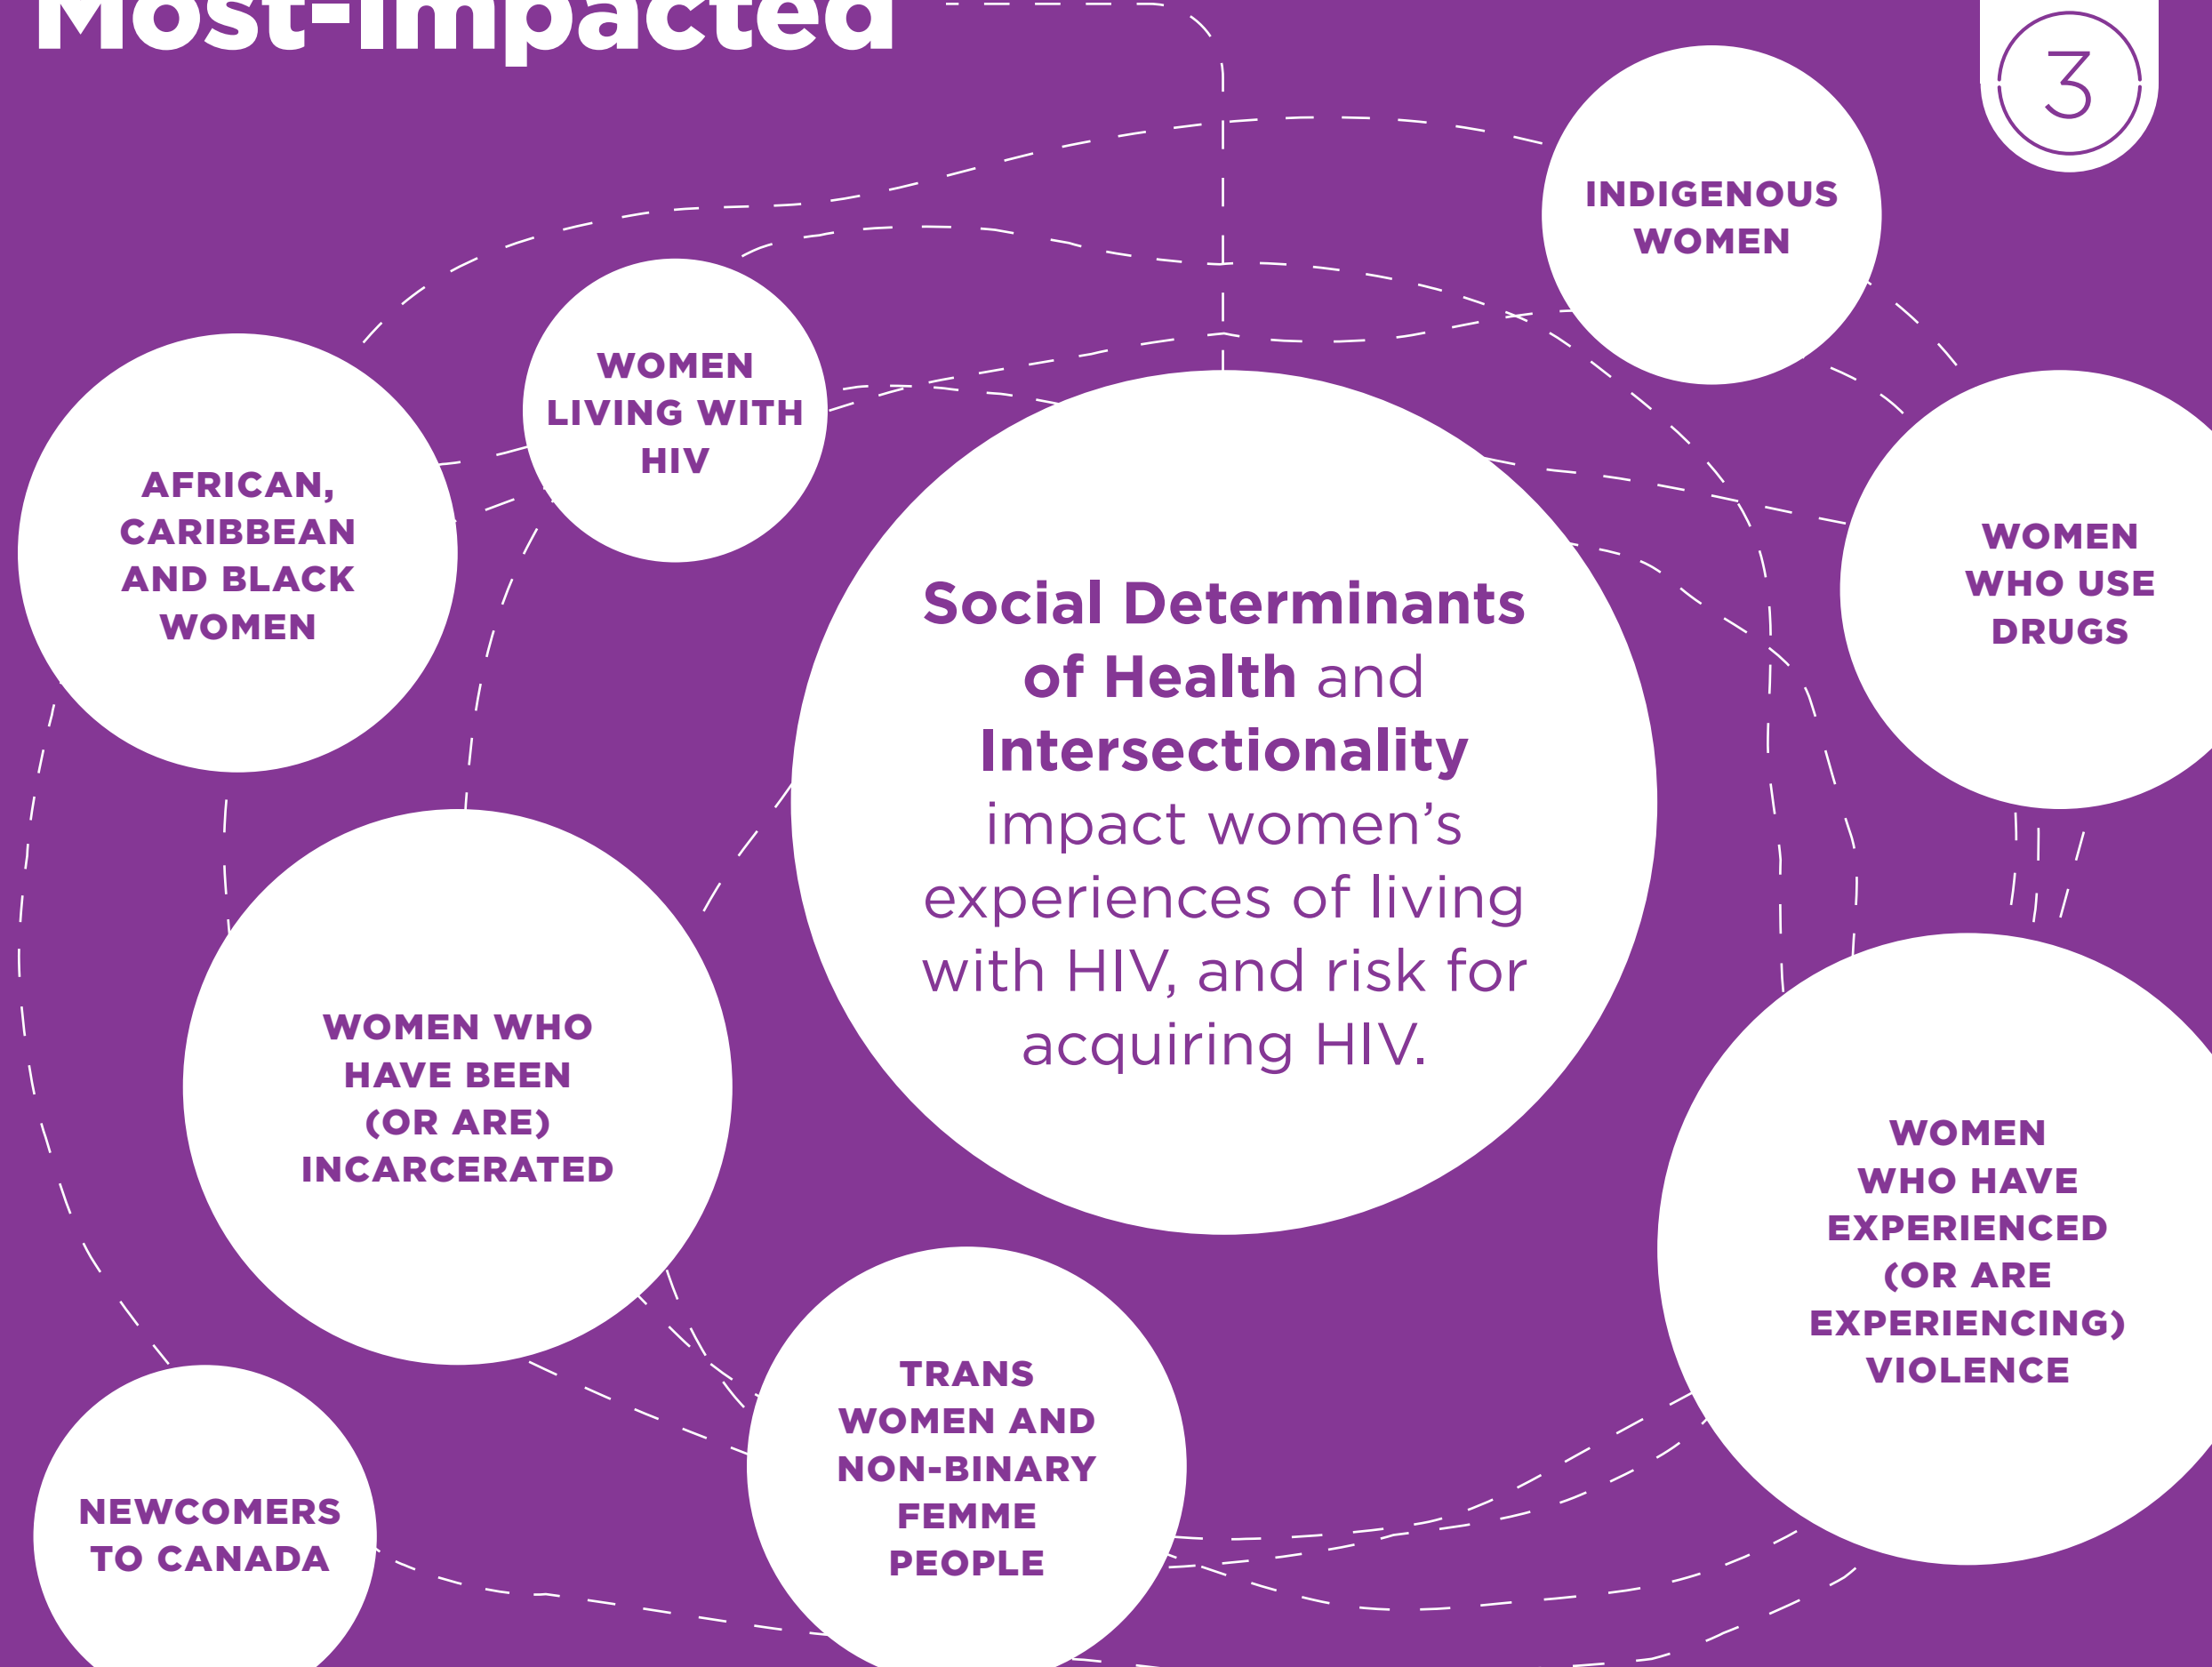 Most-Impacted
3
INDIGENOUS
WOMEN
WOMEN
LIVING WITH
HIV
AFRICAN,
CARIBBEAN
AND BLACK
WOMEN
WOMEN
WHO USE
DRUGS
Social Determinants
of Health and
Intersectionality
impact women’s
experiences of living
with HIV, and risk for
acquiring HIV.
WOMEN WHO
HAVE BEEN
(OR ARE)
INCARCERATED
WOMEN
WHO HAVE
EXPERIENCED
(OR ARE
EXPERIENCING)
VIOLENCE
TRANS
WOMEN AND
NON-BINARY
FEMME
PEOPLE
NEWCOMERS
TO CANADA